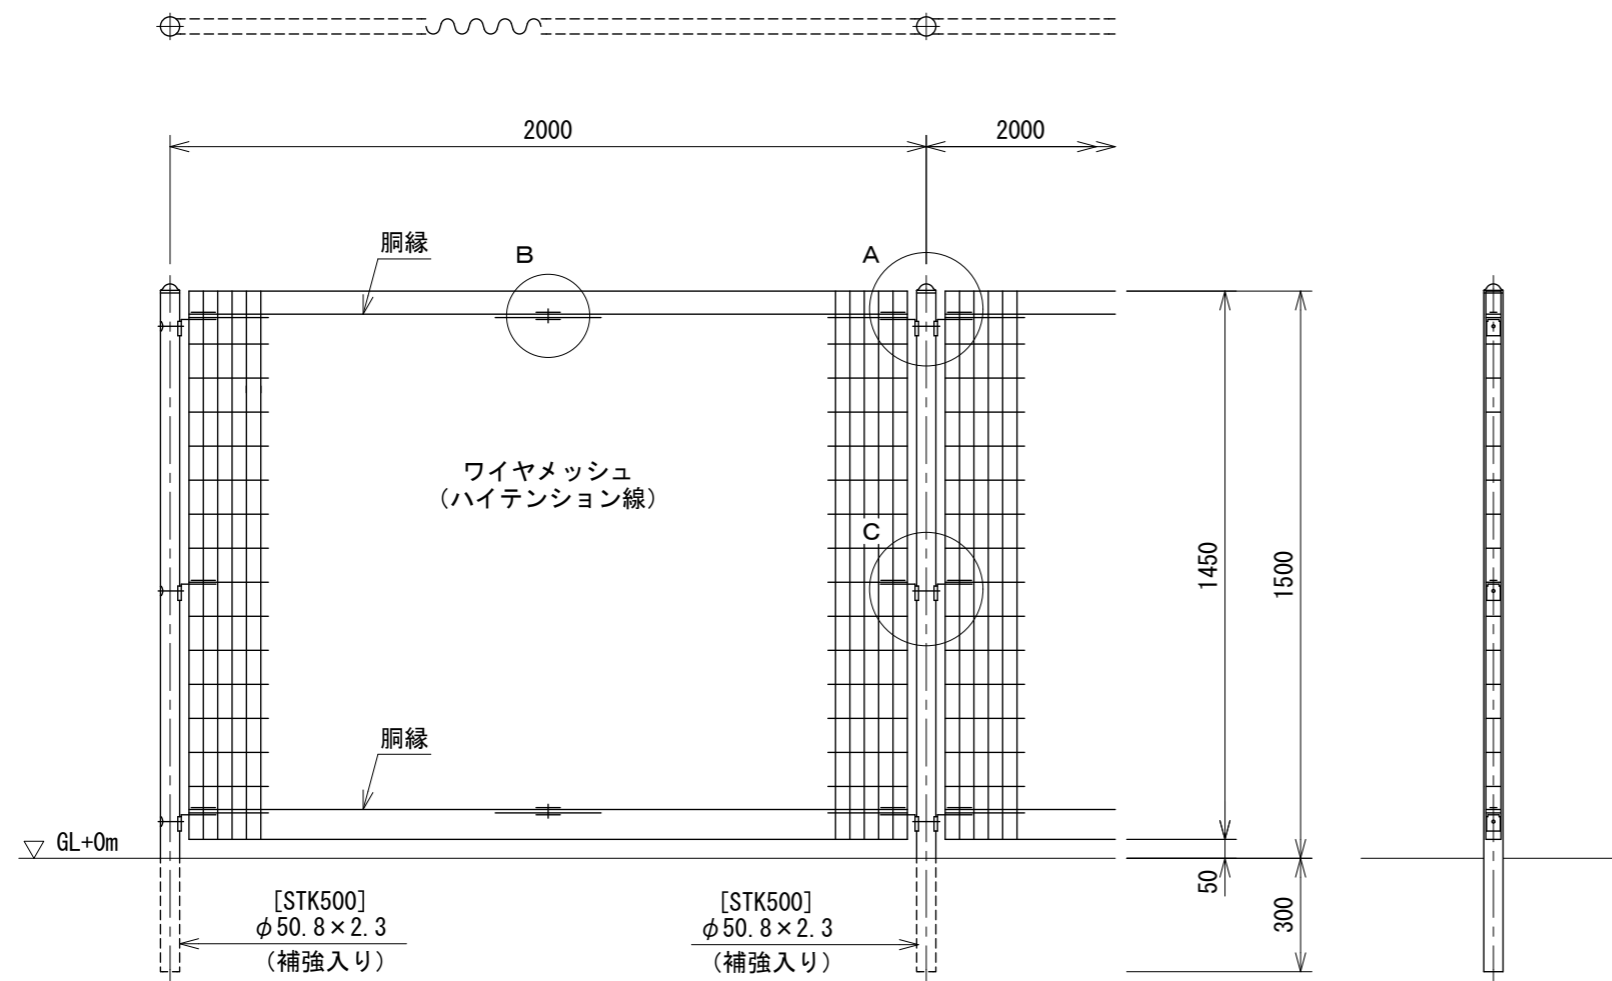 2000
2000
胴縁
B
A
ワイヤメッシュ
（ハイテンション線）
C
1450
1500
胴縁
GL+0m
50
300
[STK500]
φ50.8×2.3
（補強入り）
[STK500]
φ50.8×2.3
（補強入り）